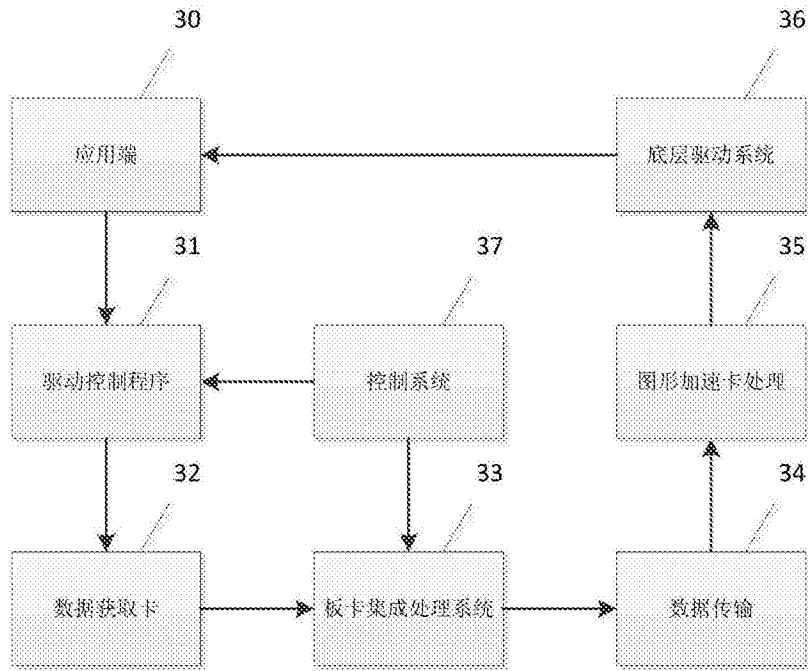 30
36
应用端
底层驱动系统
31
37
35
驱动控制程序
控制系统
图形加速卡处理
32
33
34
数据获取卡
板卡集成处理系统
数据传输